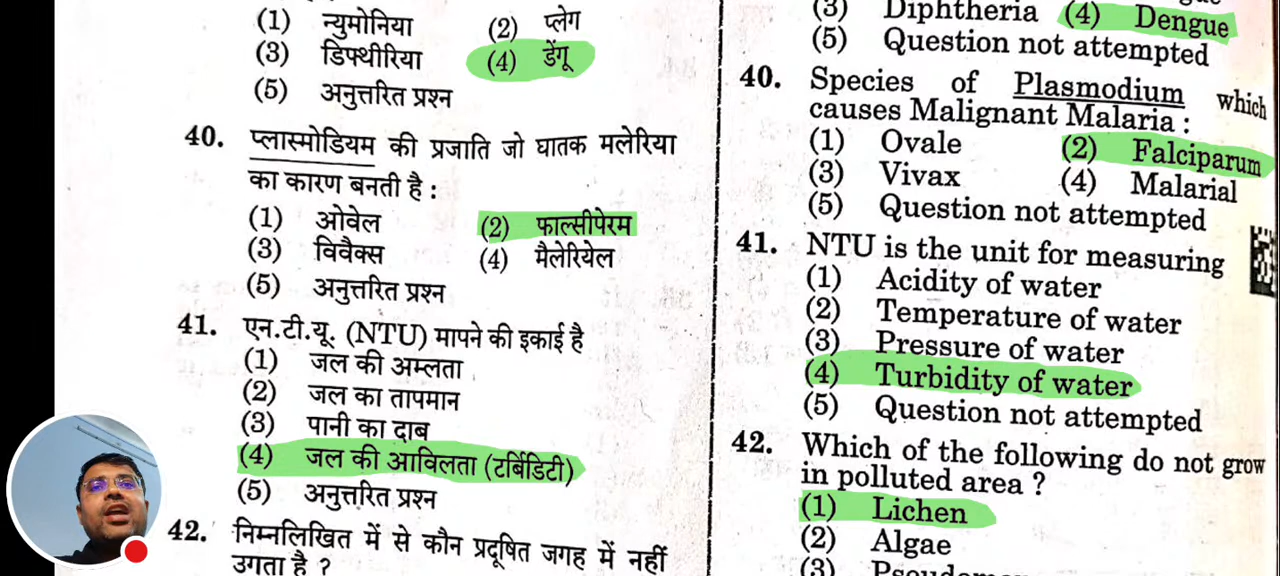 (1) न्युमोनिया (2) प्लेग
(3) डिफ्थीरिया (4) डेंगू
(5) अनुत्तरित प्रश्न
40. प्लास्मोडियम की प्रजाति जो घातक मलेरिया
का कारण बनती है :
(1) ओवेल (2) फाल्सीपेरम
(3) विवैक्स (4) मैलेरियेल
(5) अनुत्तरित प्रश्न
41. एन.टी.यू. (NTU) मापने की इकाई है
(1) जल की अम्लता
(2) जल का तापमान
(3) पानी का दाब
(4) जल की आविलता (टर्बिडिटी)
(5) अनुत्तरित प्रश्न
42. निम्नलिखित में से कौन प्रदूषित जगह में नहीं
उगता है ?
(3) Diphtheria (4) Dengue
(5) Question not attempted
40. Species of Plasmodium which
causes Malignant Malaria :
(1) Ovale (2) Falciparum
(3) Vivax (4) Malarial
(5) Question not attempted
41. NTU is the unit for measuring
(1) Acidity of water
(2) Temperature of water
(3) Pressure of water
(4) Turbidity of water
(5) Question not attempted
42. Which of the following do not grow
in polluted area ?
(1) Lichen
(2) Algae
(3)